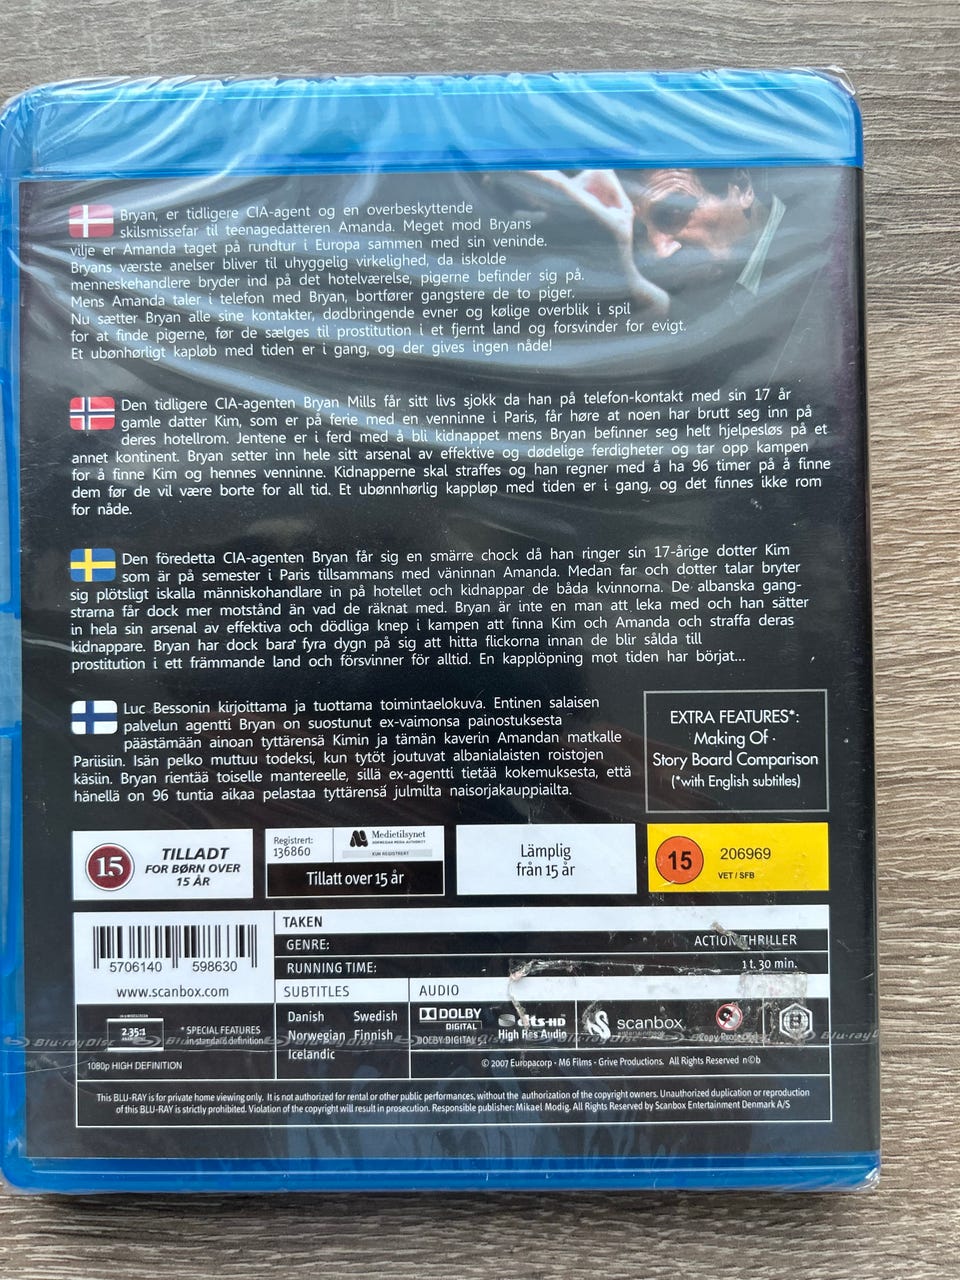 Bryan, er tidligere CIA-agent og en overbeskyttende
skilsmissefar til teenagedatteren Amanda. Meget mod Bryans
vilje er Amanda taget på rundtur i Europa sammen med sin veninde.
Bryans værste anelser bliver til uhyggelig virkelighed, da iskolde
menneskehandlere bryder ind på det hotelværelse, pigerne befinder sig på.
Mens Amanda taler i telefon med Bryan, bortfører gangstere de to piger.
Nu sætter Bryan alle sine kontakter, dødbringende evner og kølige overblik i spil
for at finde pigerne, før de sælges til prostitution i et fjernt land og forsvinder for evigt.
Et ubønhørligt kapløb med tiden er i gang, og der gives ingen nåde!
Den tidligere CIA-agenten Bryan Mills får sitt livs sjokk da han på telefon-kontakt med sin 17 år
gamle datter Kim, som er på ferie med en venninne i Paris, får høre at noen har brutt seg inn på
deres hotellrom. Jentene er i ferd med å bli kidnappet mens Bryan befinner seg helt hjelpesløs på et
annet kontinent. Bryan setter inn hele sitt arsenal av effektive og dødelige ferdigheter og tar opp kampen
for å finne Kim og hennes venninne. Kidnapperne skal straffes og han regner med å ha 96 timer på å finne
dem før de vil være borte for all tid. Et ubønnhørlig kappløp med tiden er i gang, og det finnes ikke rom
for nåde.
Den föredetta CIA-agenten Bryan får sig en smärre chock då han ringer sin 17-årige dotter Kim
som är på semester i Paris tillsammans med väninnan Amanda. Medan far och dotter talar bryter
sig plötsligt iskalla människohandlare in på hotellet och kidnappar de båda kvinnorna. De albanska gang-
strarna får dock mer motstånd än vad de räknat med. Bryan är inte en man att leka med och han sätter
in hela sin arsenal av effektiva och dödliga knep i kampen att finna Kim och Amanda och straffa deras
kidnappare. Bryan har dock bara fyra dygn på sig att hitta flickorna innan de blir sålda till
prostitution i ett främmande land och försvinner för alltid. En kapplöpning mot tiden har börjat...
Luc Bessonin kirjoittama ja tuottama toimintaelokuva. Entinen salaisen
palvelun agentti Bryan on suostunut ex-vaimonsa painostuksesta
päästämään ainoan tyttärensä Kimin ja tämän kaverin Amandan matkalle
Pariisiin. Isän pelko muuttuu todeksi, kun tytöt joutuvat albanialaisten roistojen
käsiin. Bryan rientää toiselle mantereelle, sillä ex-agentti tietää kokemuksesta, että
hänellä on 96 tuntia aikaa pelastaa tyttärensä julmilta naisorjakauppiailta.
EXTRA FEATURES*:
Making Of ·
Story Board Comparison
(*with English subtitles)
15
TILLADT
FOR BØRN OVER
15 ÅR
Registrert:
136860
Medietilsynet
NORWEGIAN MEDIA AUTHORITY
KUN REGISTRERT
Tillatt over 15 år
Lämplig
från 15 år
15
206969
VET / SFB
5706140 598630
www.scanbox.com
TAKEN
GENRE: ACTION/THRILLER
RUNNING TIME: 1 t. 30 min.
SUBTITLES
AUDIO
Danish Swedish
Norwegian Finnish
Icelandic
2.35:1
* SPECIAL FEATURES
in standard definition
1080p HIGH DEFINITION
DOLBY
DIGITAL
DOLBY DIGITAL
dts-HD
High Res Audio
scanbox
entertainment
Copy Protected
B
Blu-ray Disc
© 2007 Europacorp - M6 Films - Grive Productions. All Rights Reserved n©b
This BLU-RAY is for private home viewing only. It is not authorized for rental or other public performances, without the authorization of the copyright owners. Unauthorized duplication or reproduction
of this BLU-RAY is strictly prohibited. Violation of the copyright will result in prosecution. Responsible publisher: Mikael Modig. All Rights Reserved by Scanbox Entertainment Denmark A/S